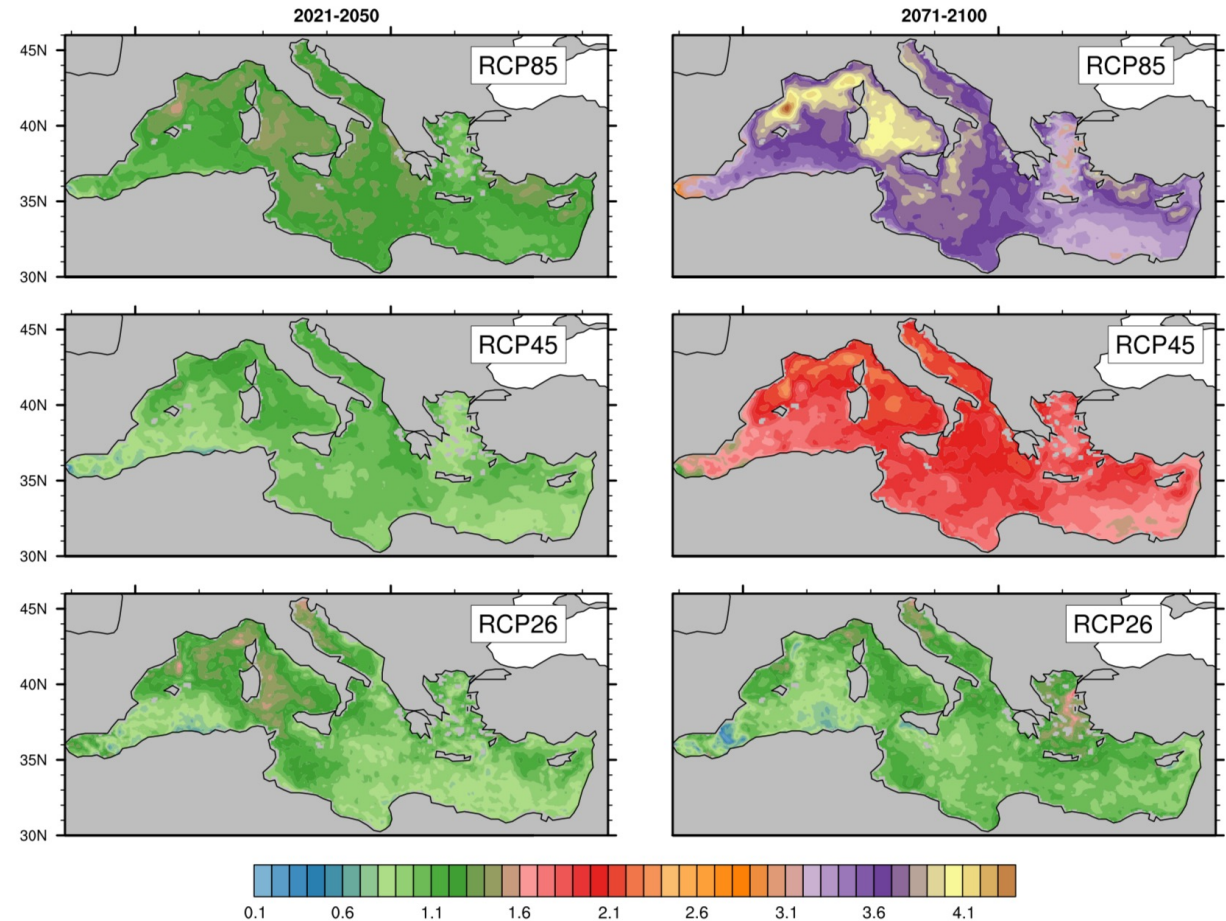 2021-2050 2071-2100
45N
40N
35N
30N
RCP85 RCP85
45N
40N
35N
30N
RCP45 RCP45
45N
40N
35N
30N
RCP26 RCP26
0.1 0.6 1.1 1.6 2.1 2.6 3.1 3.6 4.1